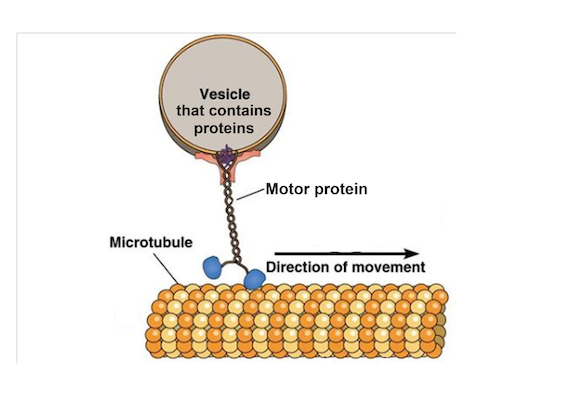 Vesicle
that contains
proteins
Motor protein
Microtubule
Direction of movement